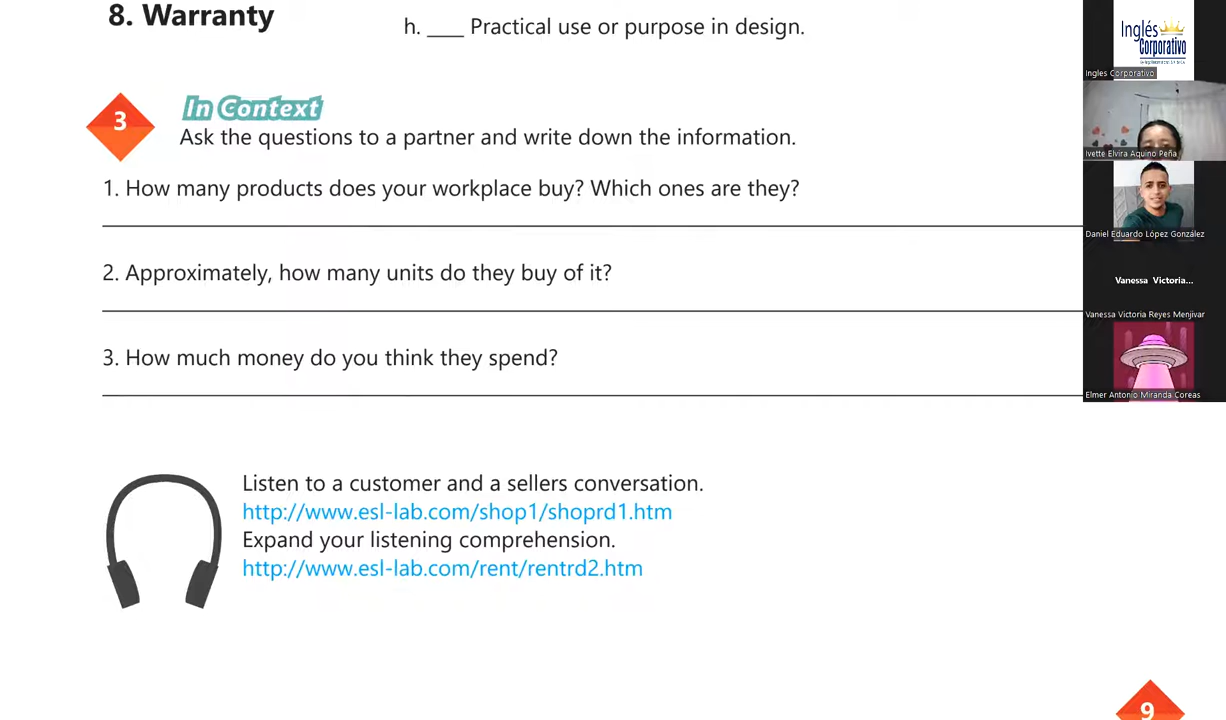 8. Warranty
h. ____ Practical use or purpose in design.
3
In Context
Ask the questions to a partner and write down the information.
1. How many products does your workplace buy? Which ones are they?
2. Approximately, how many units do they buy of it?
3. How much money do you think they spend?
Listen to a customer and a sellers conversation.
http://www.esl-lab.com/shop1/shoprd1.htm
Expand your listening comprehension.
http://www.esl-lab.com/rent/rentrd2.htm
9
Inglés
Corporativo
Ingles Corporativo
Ivette Elvira Aquino Peña
Daniel Eduardo López González
Vanessa Victoria...
Vanessa Victoria Reyes Menjivar
Elmer Antonio Miranda Coreas